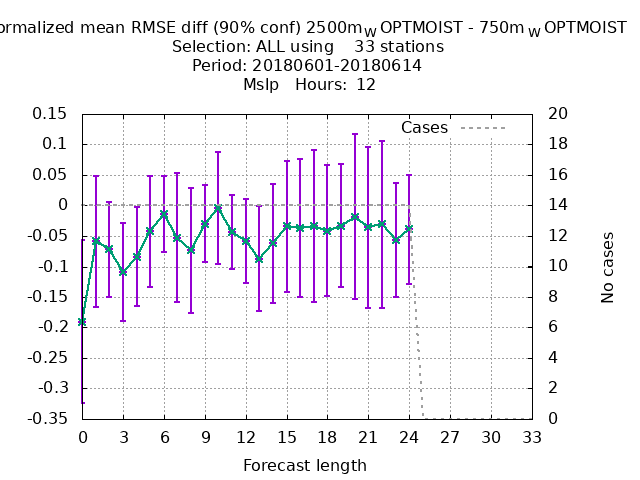 ormalized mean RMSE diff (90% conf) 2500m W OPTMOIST - 750m W OPTMOIST
Selection: ALL using 33 stations
Period: 20180601-20180614
Mslp Hours: 12
Cases
0.15
0.1
0.05
0
-0.05
-0.1
-0.15
-0.2
-0.25
-0.3
-0.35
20
18
16
14
12
10
8
6
4
2
0
No cases
0 3 6 9 12 15 18 21 24 27 30 33
Forecast length